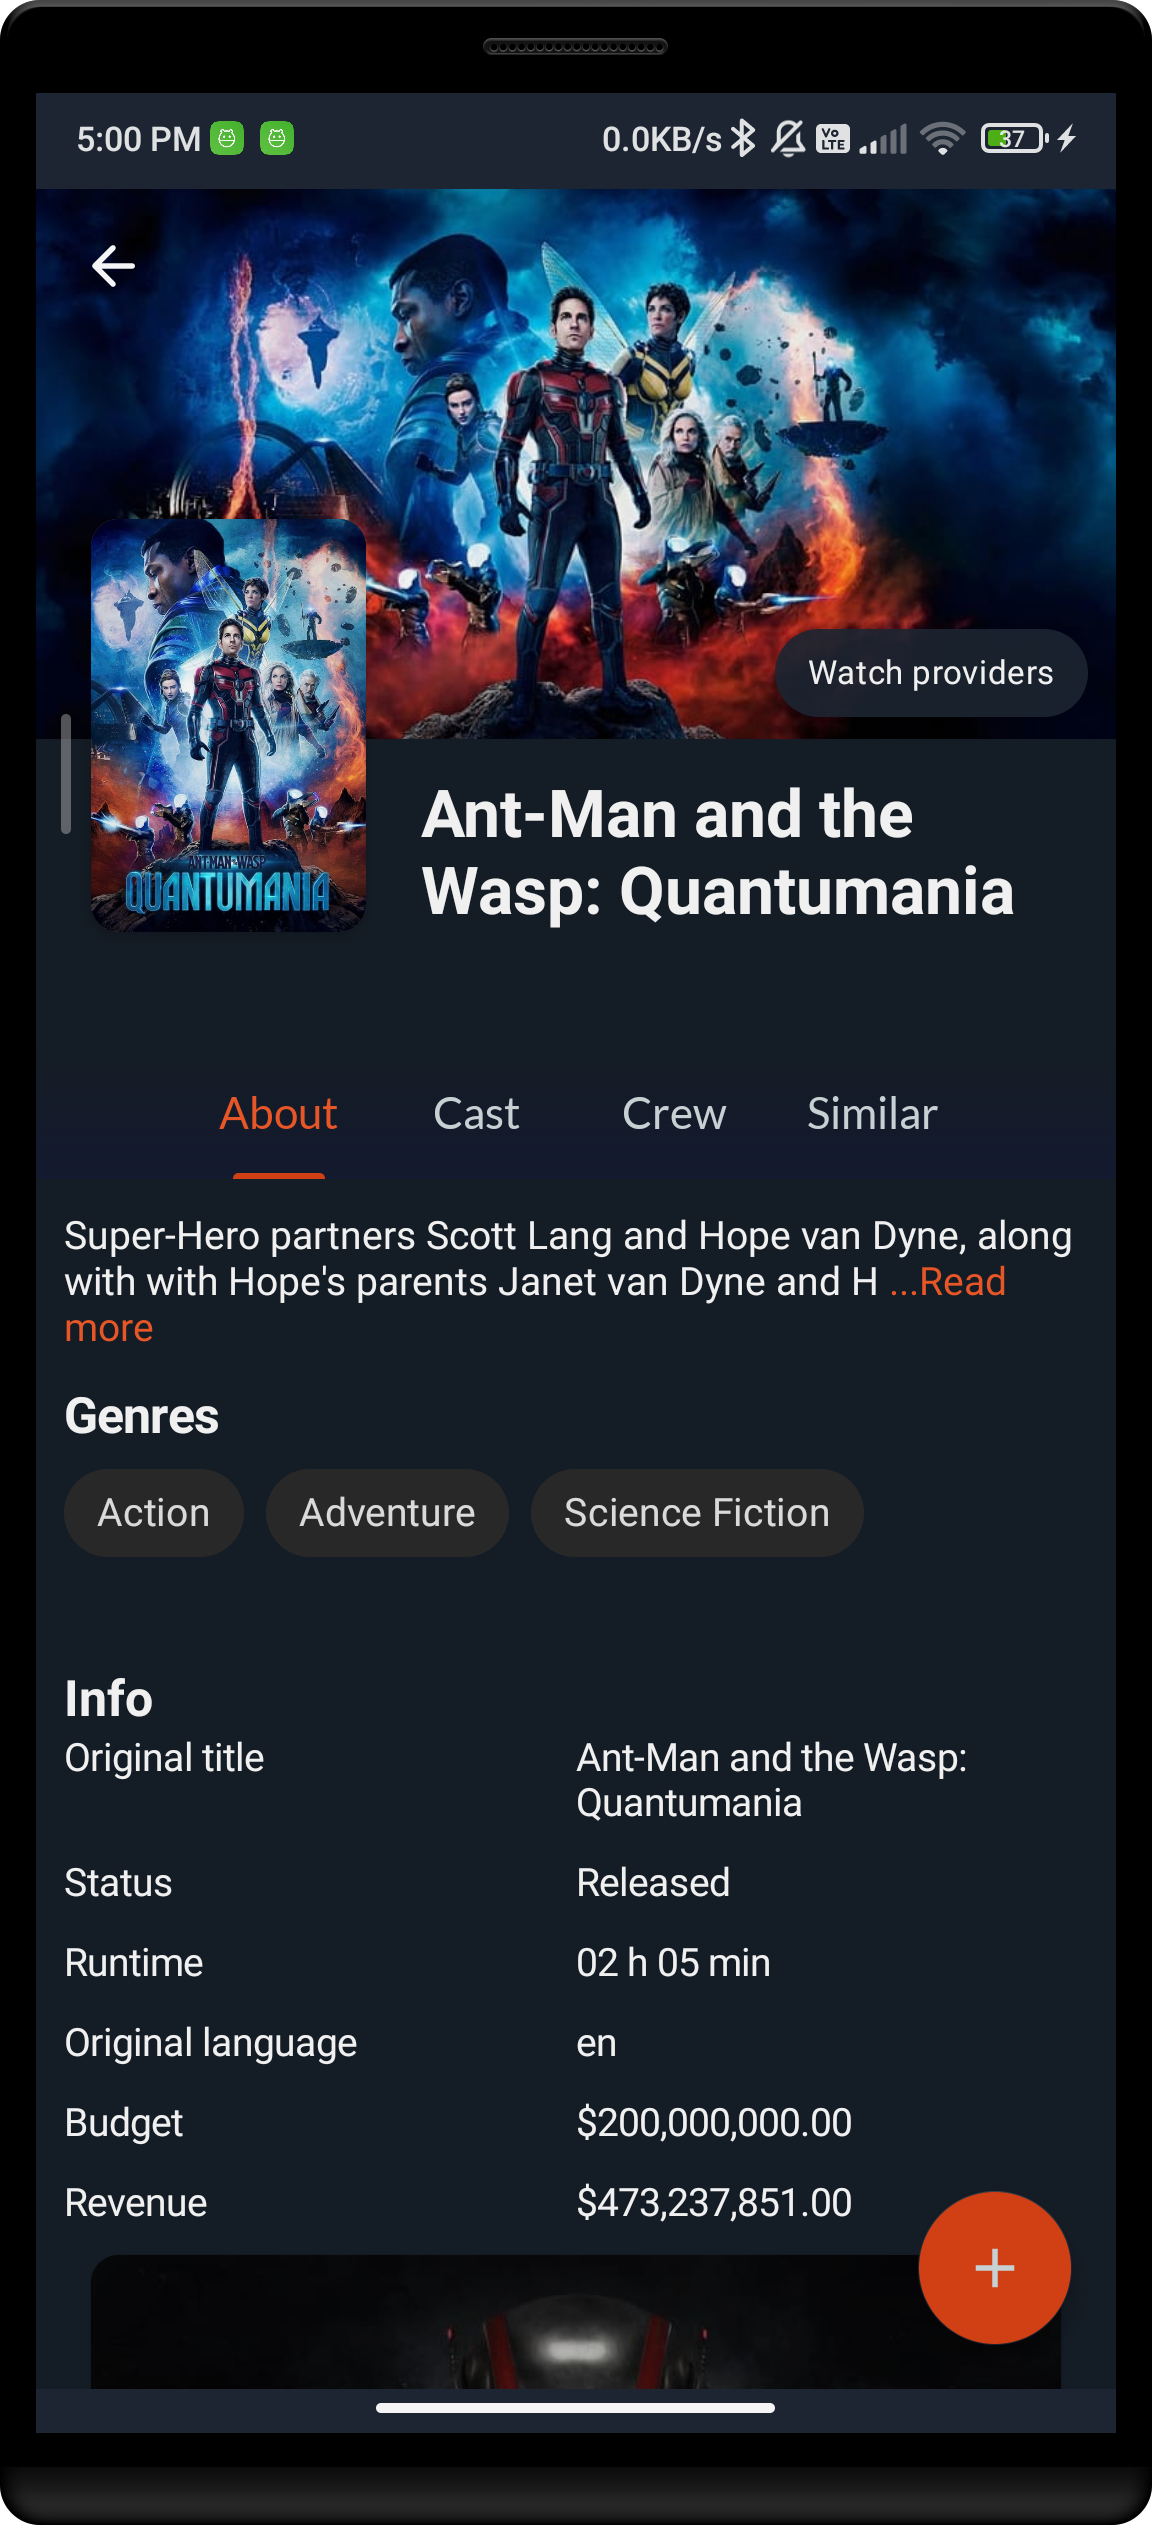 5:00 PM 0.0KB/s Vo LTE 37
Watch providers
ANT-MAN AND THE WASP
QUANTUMANIA
Ant-Man and the
Wasp: Quantumania
About Cast Crew Similar
Super-Hero partners Scott Lang and Hope van Dyne, along
with with Hope's parents Janet van Dyne and H ...Read
more
Genres
Action Adventure Science Fiction
Info
Original title Ant-Man and the Wasp:
Quantumania
Status Released
Runtime 02 h 05 min
Original language en
Budget $200,000,000.00
Revenue $473,237,851.00